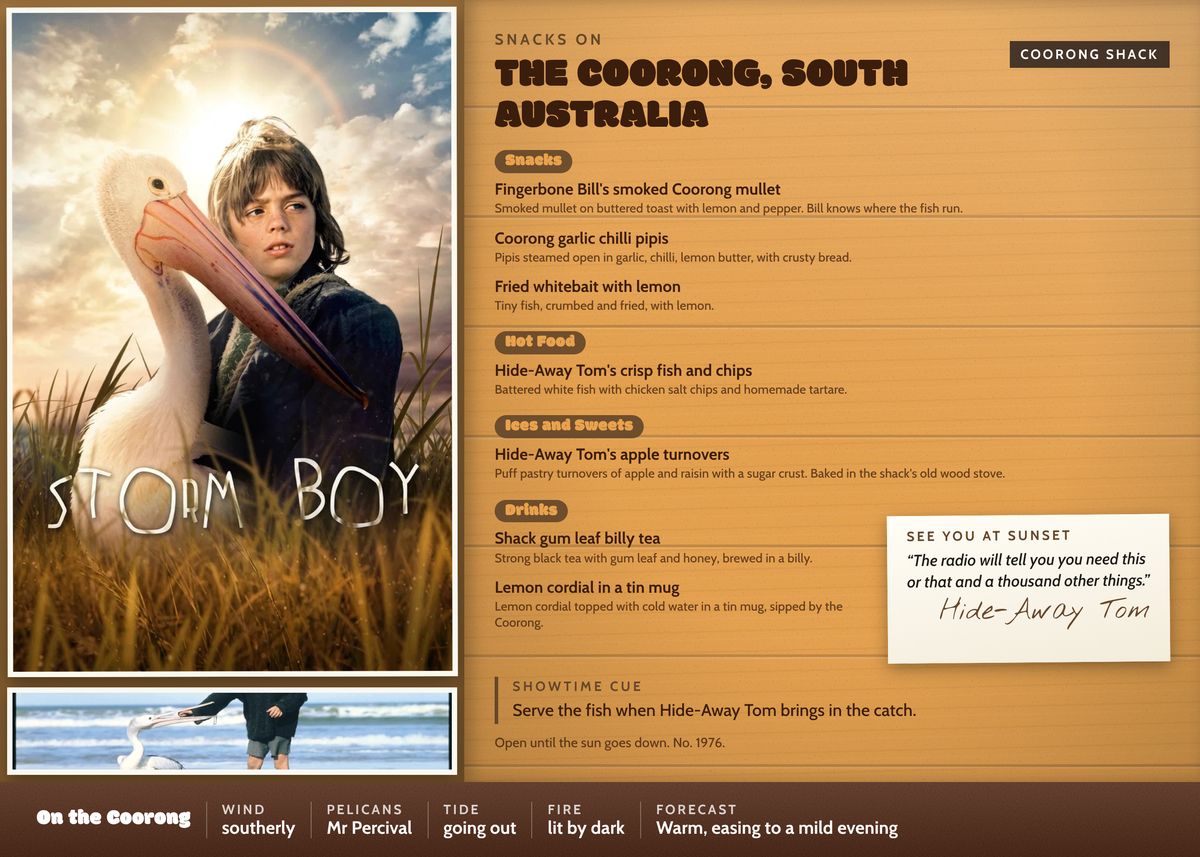 STORM BOY
SNACKS ON
THE COORONG, SOUTH
AUSTRALIA
COORONG SHACK
Snacks
Fingerbone Bill's smoked Coorong mullet
Smoked mullet on buttered toast with lemon and pepper. Bill knows where the fish run.
Coorong garlic chilli pipis
Pipis steamed open in garlic, chilli, lemon butter, with crusty bread.
Fried whitebait with lemon
Tiny fish, crumbed and fried, with lemon.
Hot Food
Hide-Away Tom's crisp fish and chips
Battered white fish with chicken salt chips and homemade tartare.
Ices and Sweets
Hide-Away Tom's apple turnovers
Puff pastry turnovers of apple and raisin with a sugar crust. Baked in the shack's old wood stove.
Drinks
Shack gum leaf billy tea
Strong black tea with gum leaf and honey, brewed in a billy.
Lemon cordial in a tin mug
Lemon cordial topped with cold water in a tin mug, sipped by the
Coorong.
SEE YOU AT SUNSET
“The radio will tell you you need this
or that and a thousand other things.”
Hide-Away Tom
SHOWTIME CUE
Serve the fish when Hide-Away Tom brings in the catch.
Open until the sun goes down. No. 1976.
On the Coorong
WIND
southerly
PELICANS
Mr Percival
TIDE
going out
FIRE
lit by dark
FORECAST
Warm, easing to a mild evening